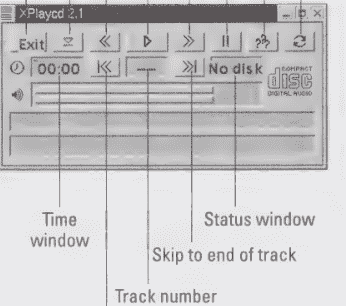 XPlaycd 2.1
Exit
??
00:00
---
No disk
COMPACT
disc
DIGITAL AUDIO
Time window
Status window
Skip to end of track
Track number